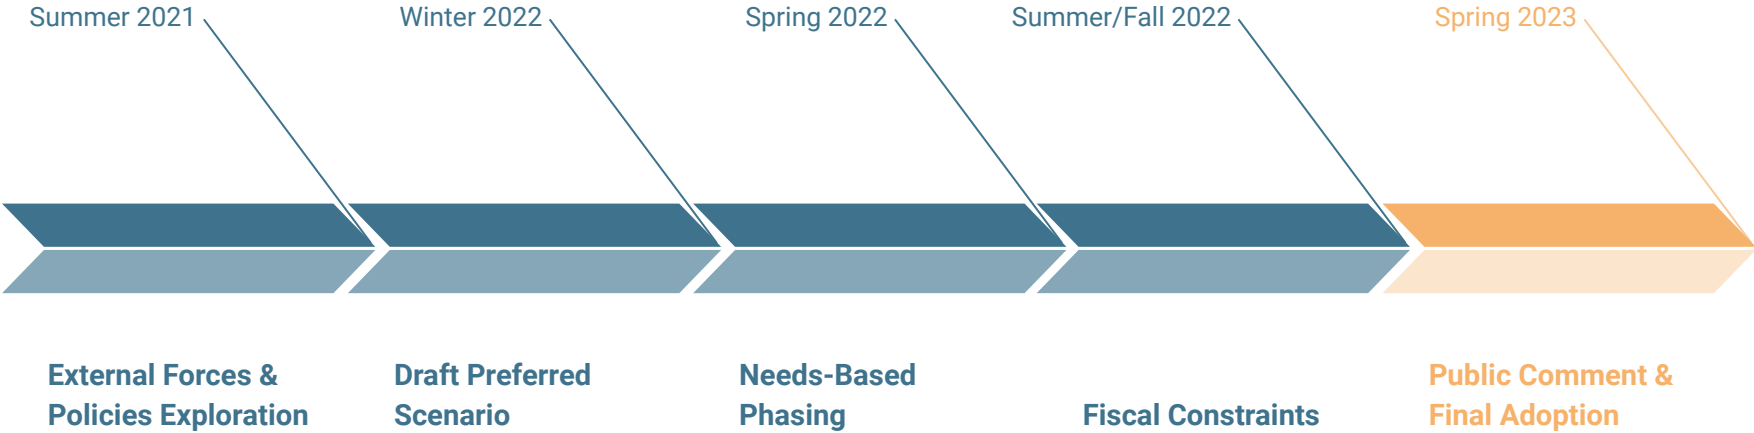 Summer 2021
Winter 2022
Spring 2022
Summer/Fall 2022
Spring 2023
External Forces &
Policies Exploration
Draft Preferred
Scenario
Needs-Based
Phasing
Fiscal Constraints
Public Comment &
Final Adoption